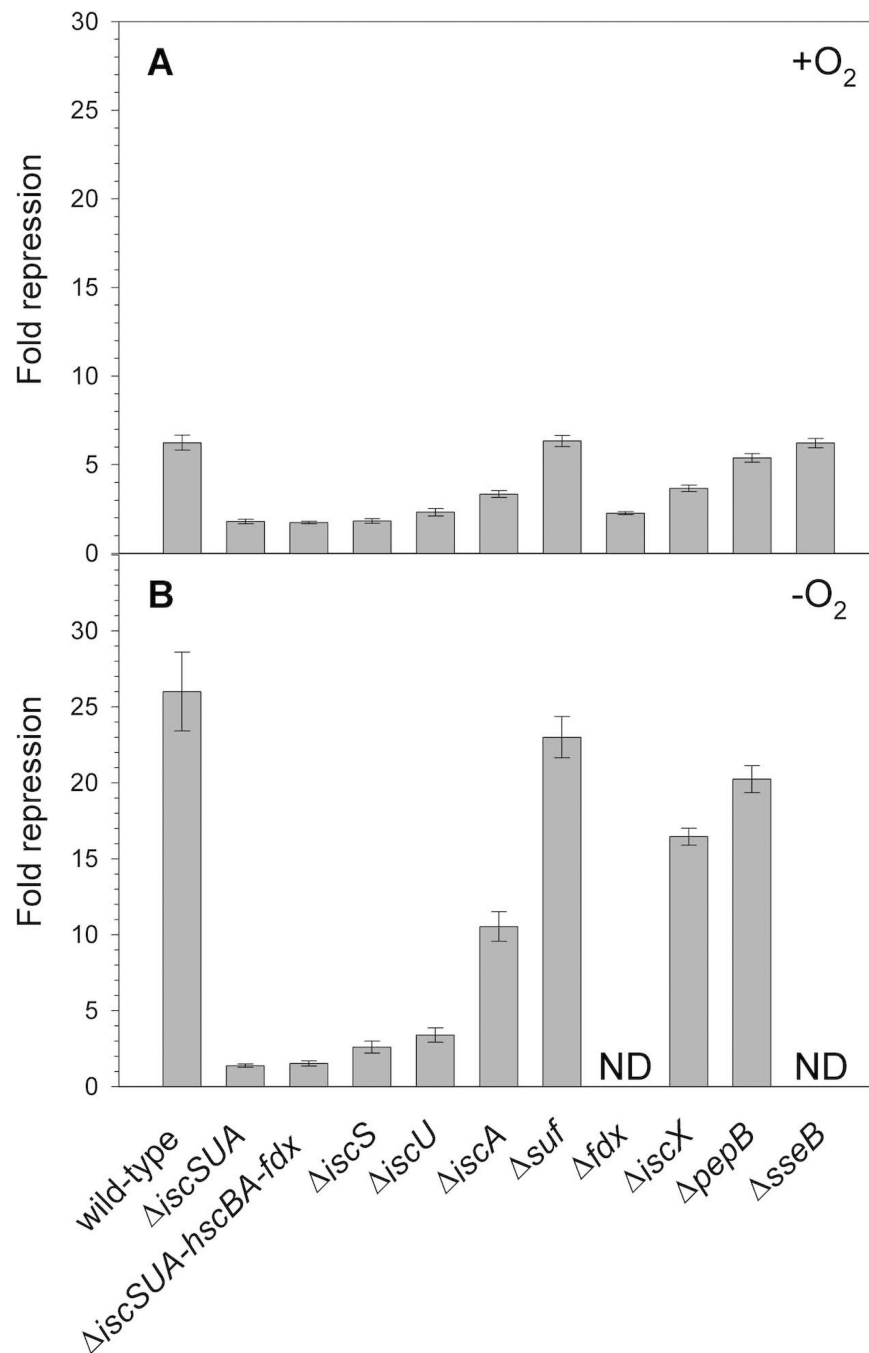 A
+O₂
30
25
20
15
10
5
0
Fold repression
B
-O₂
30
25
20
15
10
5
0
Fold repression
ND
ND
wild-type
ΔiscSUA
ΔiscSUA-hscBA-fdx
ΔiscS
ΔiscU
ΔiscA
Δsuf
Δfdx
ΔiscX
ΔpepB
ΔsseB